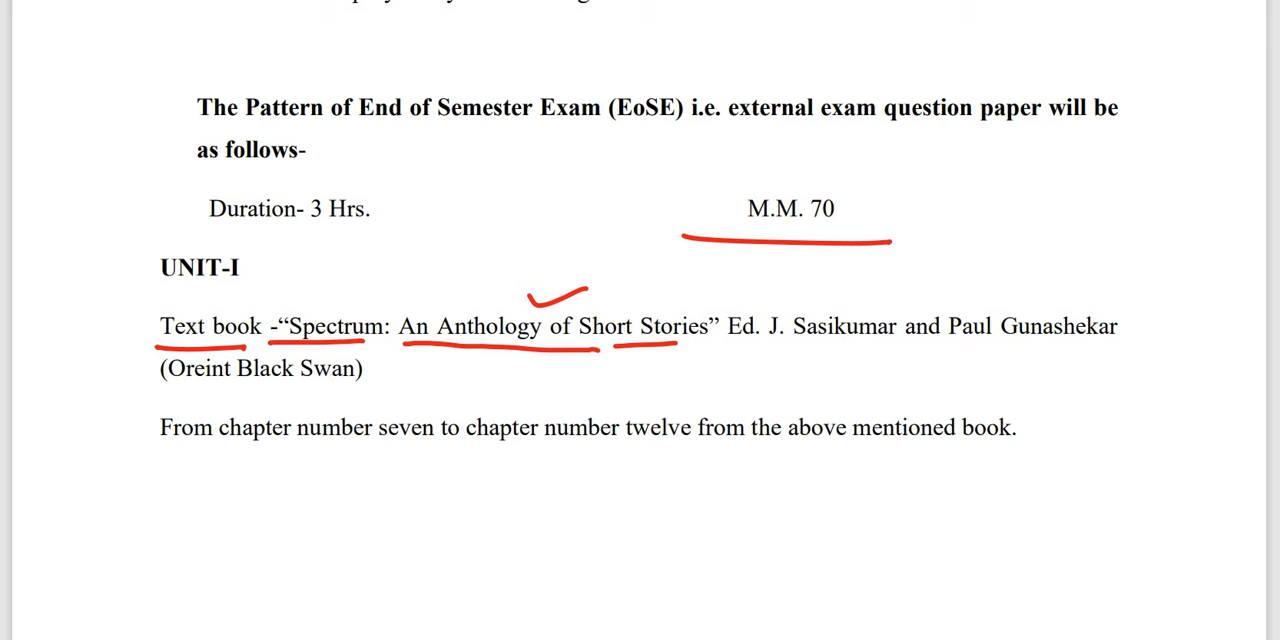 The Pattern of End of Semester Exam (EoSE) i.e. external exam question paper will be
as follows-
Duration- 3 Hrs. M.M. 70
UNIT-I
Text book -“Spectrum: An Anthology of Short Stories” Ed. J. Sasikumar and Paul Gunashekar
(Oreint Black Swan)
From chapter number seven to chapter number twelve from the above mentioned book.